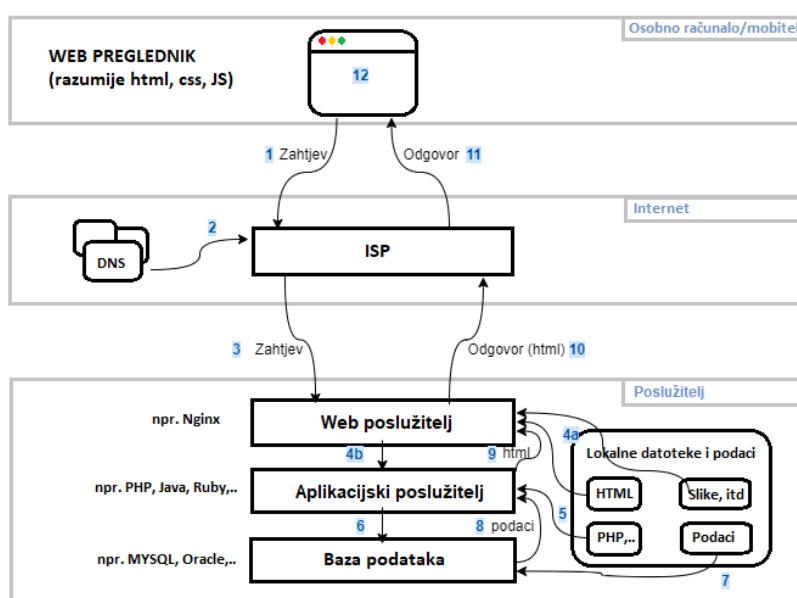 Osobno računalo/mobitel
WEB PREGLEDNIK
(razumije html, css, JS)
12
1 Zahtjev
Odgovor 11
Internet
2
DNS
ISP
3 Zahtjev
Odgovor (html) 10
Poslužitelj
npr. Nginx
Web poslužitelj
4a
4b
9 html
Lokalne datoteke i podaci
npr. PHP, Java, Ruby,..
Aplikacijski poslužitelj
HTML
Slike, itd
5
6
8 podaci
PHP,..
Podaci
npr. MYSQL, Oracle,..
Baza podataka
7